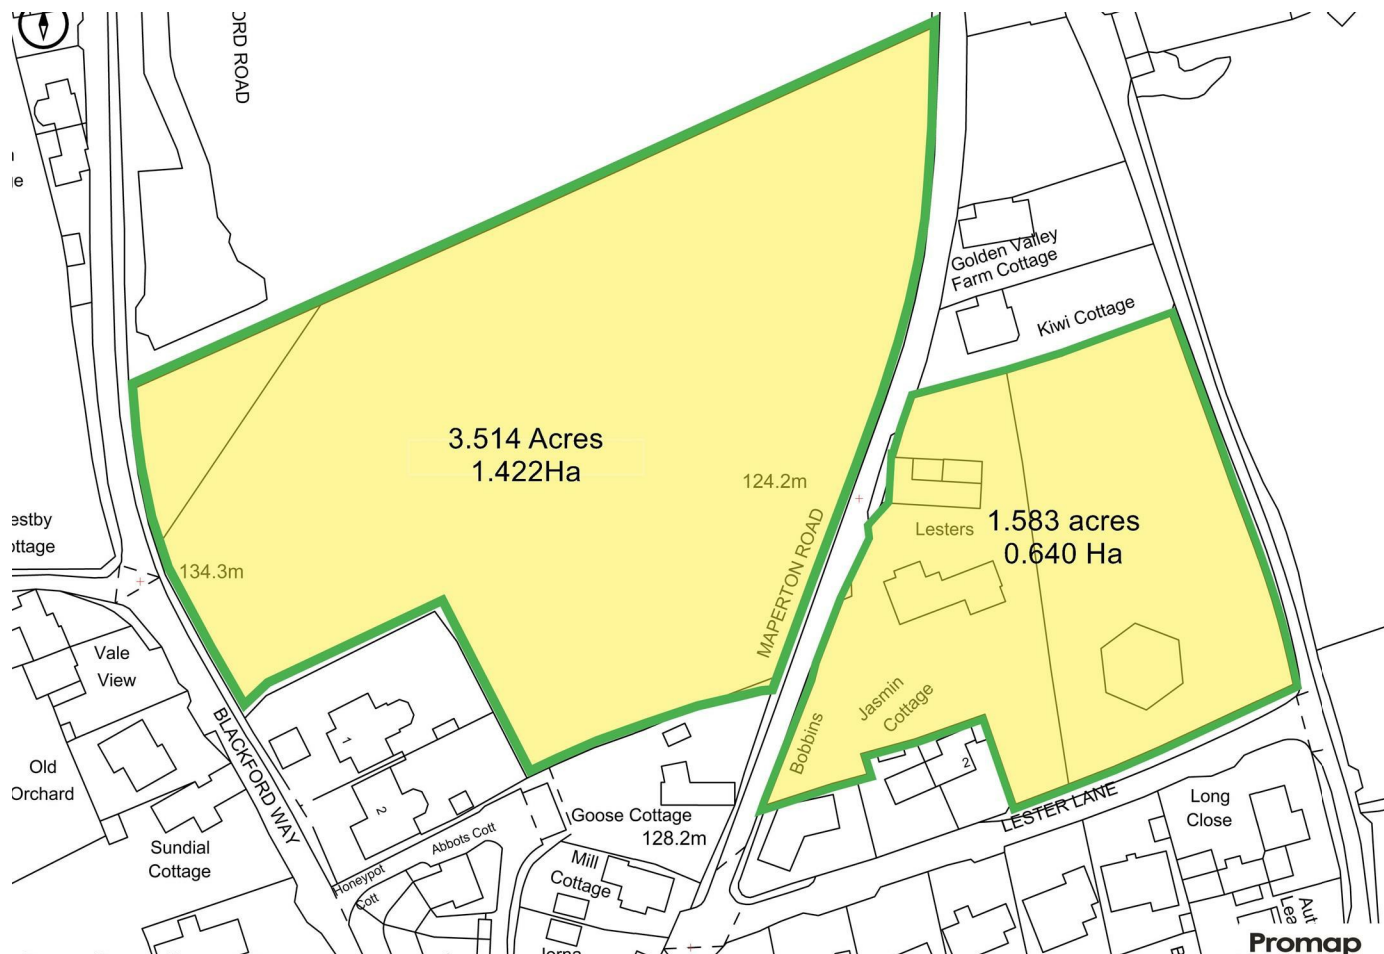 ORD ROAD
Golden Valley
Farm Cottage
Kiwi Cottage
3.514 Acres
1.422Ha
124.2m
MAPERTON ROAD
Lesters
1.583 acres
0.640 Ha
estby
ottage
134.3m
Vale
View
Jasmin
Cottage
Bobbins
BLACKFORD WAY
1
2
2
Old
Orchard
Sundial
Cottage
Goose Cottage
128.2m
Abbots Cott
Honeypot
Cott
Mill
Cottage
LESTER LANE
Long
Close
Aut
Lea
Promap